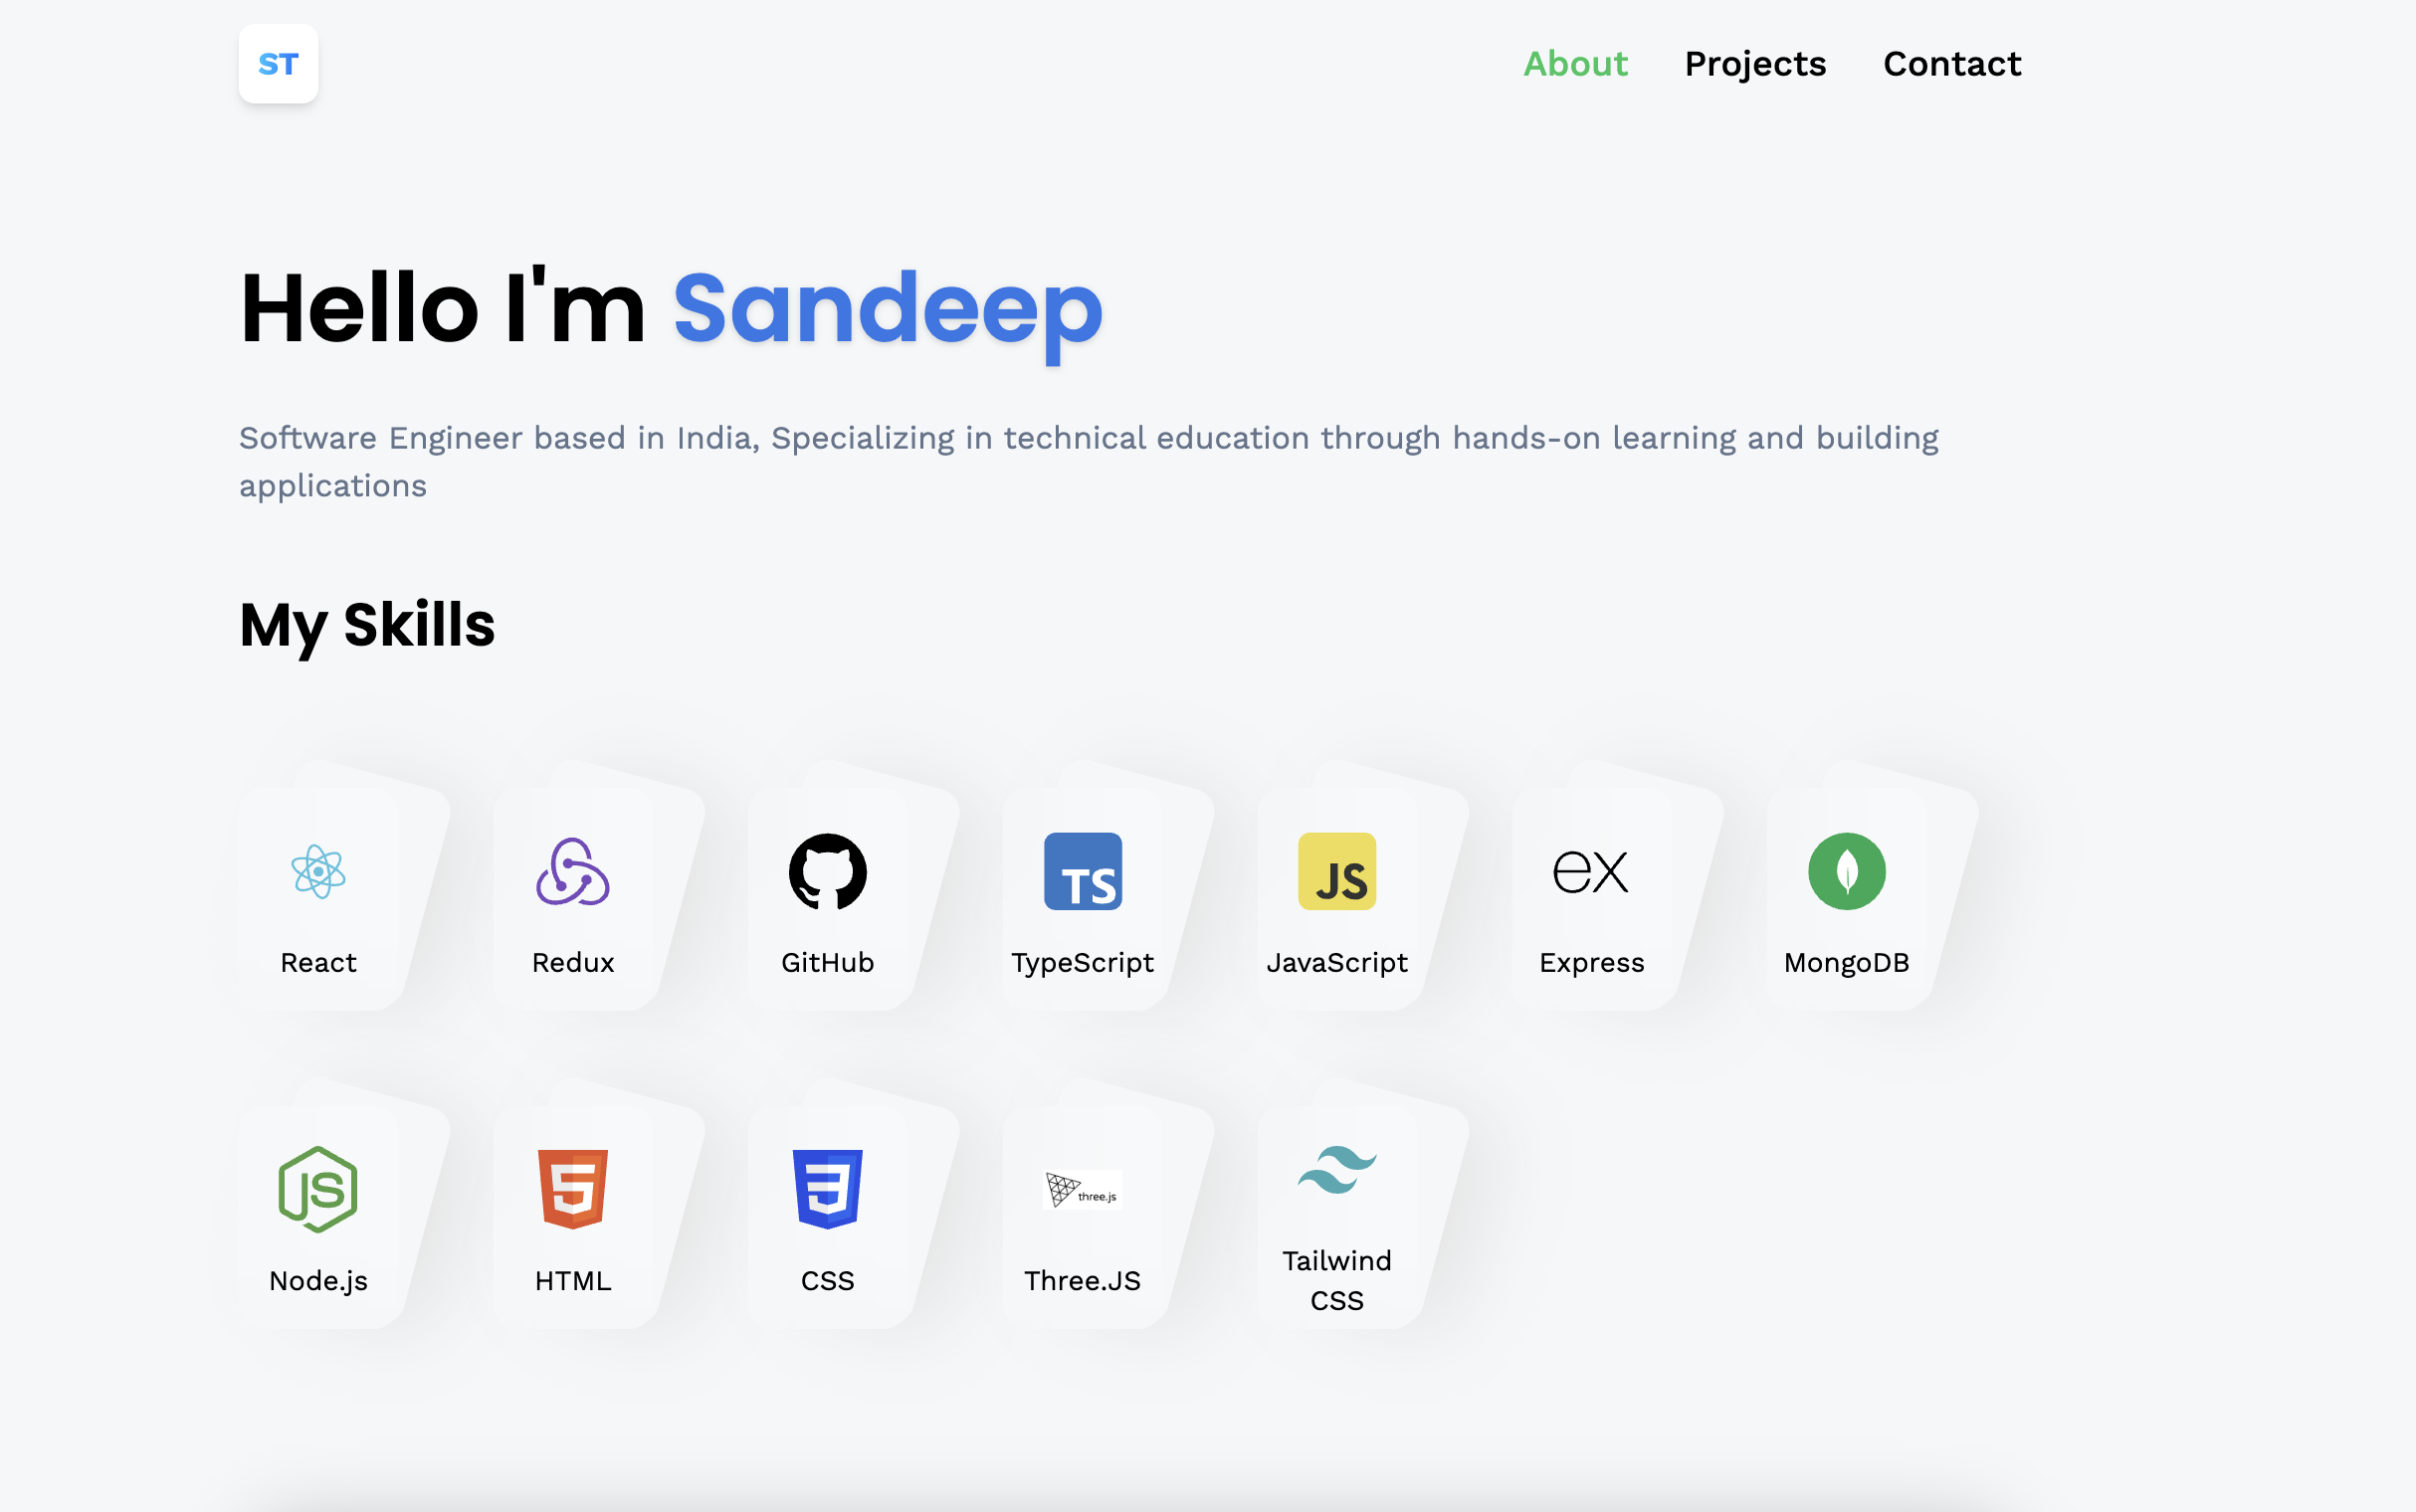 ST
About Projects Contact
Hello I'm Sandeep
Software Engineer based in India, Specializing in technical education through hands-on learning and building
applications
My Skills
TS JS ex
React Redux GitHub TypeScript JavaScript Express MongoDB
JS 5 3 three.js
Node.js HTML CSS Three.JS Tailwind
CSS